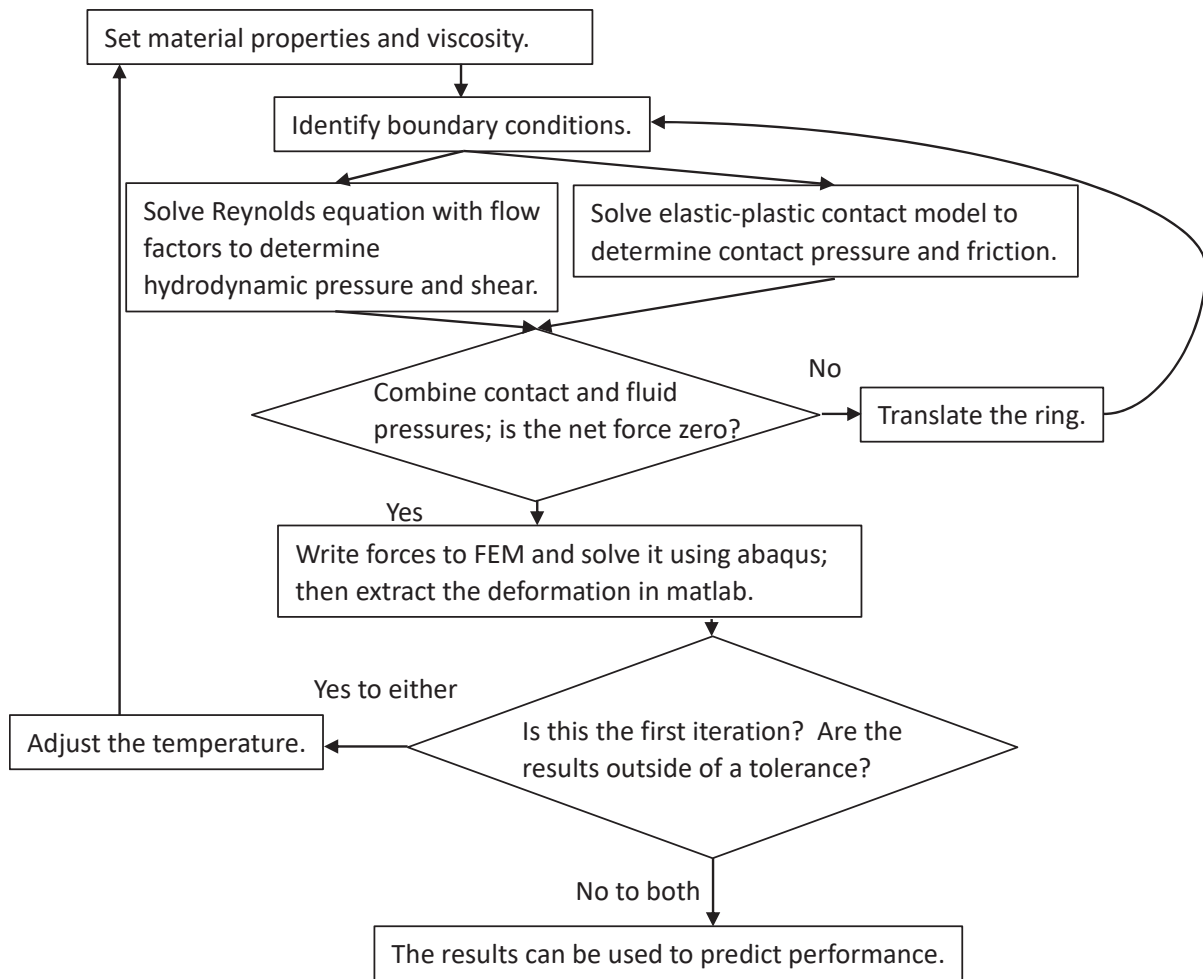 Set material properties and viscosity.
Identify boundary conditions.
Solve Reynolds equation with flow
factors to determine
hydrodynamic pressure and shear.
Solve elastic-plastic contact model to
determine contact pressure and friction.
Combine contact and fluid
pressures; is the net force zero?
No
Translate the ring.
Yes
Write forces to FEM and solve it using abaqus;
then extract the deformation in matlab.
Is this the first iteration?  Are the
results outside of a tolerance?
Yes to either
Adjust the temperature.
No to both
The results can be used to predict performance.